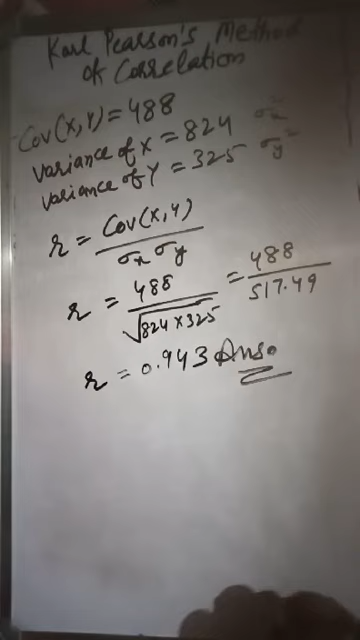 Karl Pearson's Method
of Correlation
Cov(X,Y) = 488
variance of X = 824 σx²
variance of Y = 325 σy²
r = Cov(X,Y) / σx σy
r = 488 / √824 × 325 = 488 / 517.49
r = 0.943 Ans.